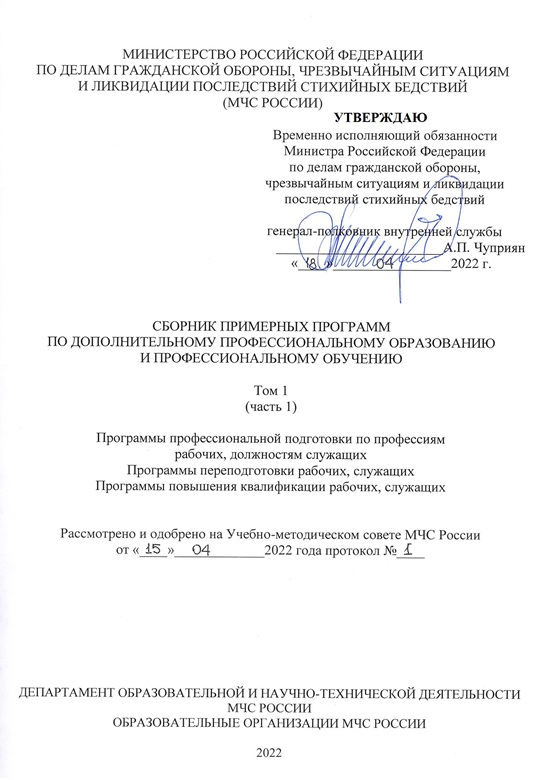 МИНИСТЕРСТВО РОССИЙСКОЙ ФЕДЕРАЦИИ
ПО ДЕЛАМ ГРАЖДАНСКОЙ ОБОРОНЫ, ЧРЕЗВЫЧАЙНЫМ СИТУАЦИЯМ
И ЛИКВИДАЦИИ ПОСЛЕДСТВИЙ СТИХИЙНЫХ БЕДСТВИЙ
(МЧС РОССИИ)
УТВЕРЖДАЮ
Временно исполняющий обязанности
Министра Российской Федерации
по делам гражданской обороны,
чрезвычайным ситуациям и ликвидации
последствий стихийных бедствий
генерал-полковник внутренней службы
А.П. Чуприян
«18» 04 2022 г.
СБОРНИК ПРИМЕРНЫХ ПРОГРАММ
ПО ДОПОЛНИТЕЛЬНОМУ ПРОФЕССИОНАЛЬНОМУ ОБРАЗОВАНИЮ
И ПРОФЕССИОНАЛЬНОМУ ОБУЧЕНИЮ
Том 1
(часть 1)
Программы профессиональной подготовки по профессиям
рабочих, должностям служащих
Программы переподготовки рабочих, служащих
Программы повышения квалификации рабочих, служащих
Рассмотрено и одобрено на Учебно-методическом совете МЧС России
от «15» 04 2022 года протокол № 1
ДЕПАРТАМЕНТ ОБРАЗОВАТЕЛЬНОЙ И НАУЧНО-ТЕХНИЧЕСКОЙ ДЕЯТЕЛЬНОСТИ
МЧС РОССИИ
ОБРАЗОВАТЕЛЬНЫЕ ОРГАНИЗАЦИИ МЧС РОССИИ
2022